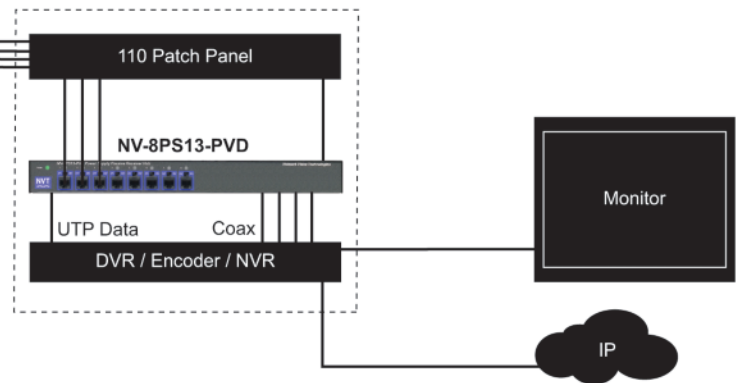 110 Patch Panel
NV-8PS13-PVD
NVT
UTP Data
Coax
DVR / Encoder / NVR
Monitor
IP